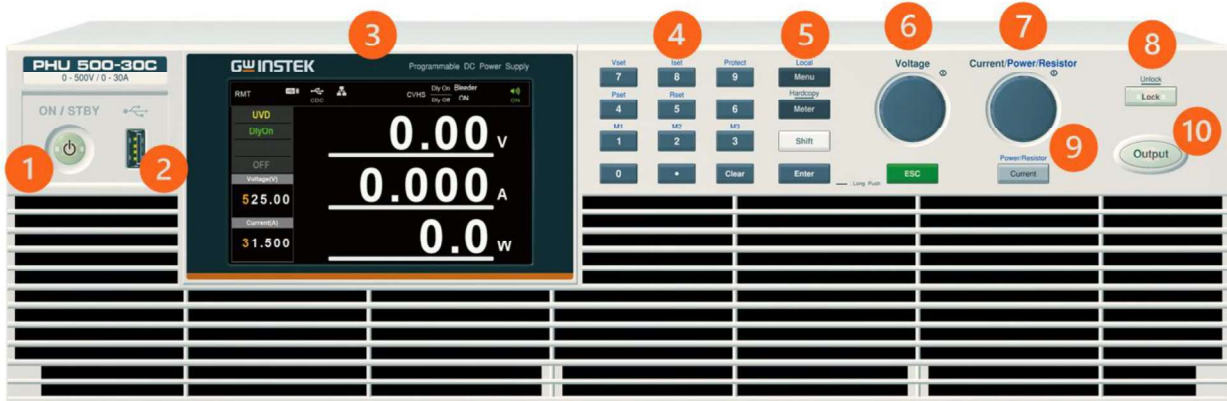 3
4
5
6
7
8
PHU 500-30C
0 - 500V / 0 - 30A
ON / STBY
1
2
GW INSTEK
Programmable DC Power Supply
RMT
CDC
CVHS
Dly On
Dly Off
Bleeder
ON
ON
UVD
DlyOn
OFF
Voltage(V)
525.00
Current(A)
31.500
0.00 V
0.000 A
0.0 W
Vset
Iset
Protect
Local
7
8
9
Menu
Pset
Rset
Hardcopy
4
5
6
Meter
M1
M2
M3
1
2
3
Shift
0
•
Clear
Enter
: Long Push
Voltage
ESC
Current/Power/Resistor
Power/Resistor
Current
9
Unlock
Lock
10
Output